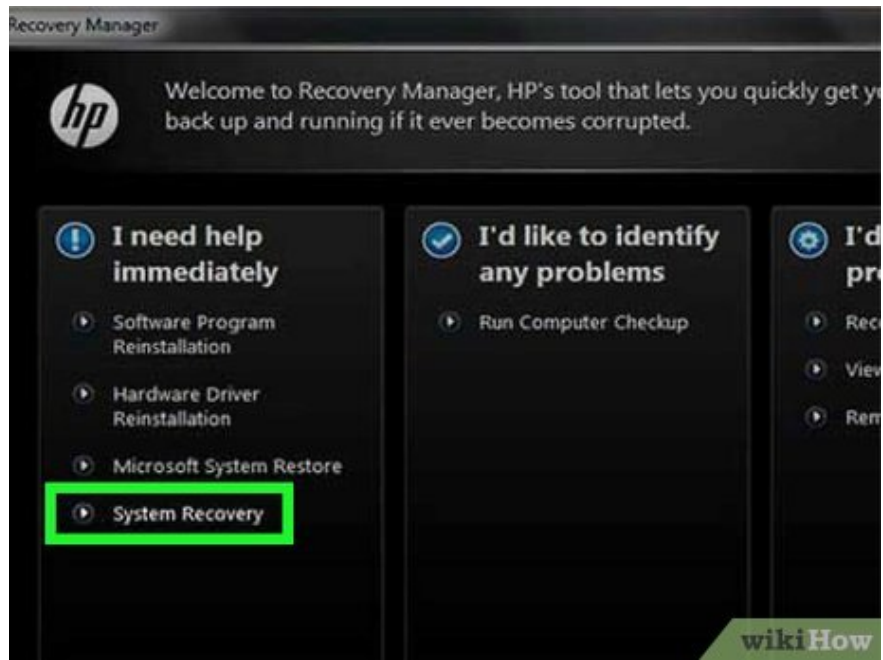 Recovery Manager
hp
Welcome to Recovery Manager, HP's tool that lets you quickly get
back up and running if it ever becomes corrupted.
I need help
immediately
Software Program
Reinstallation
Hardware Driver
Reinstallation
Microsoft System Restore
System Recovery
I'd like to identify
any problems
Run Computer Checkup
wikiHow